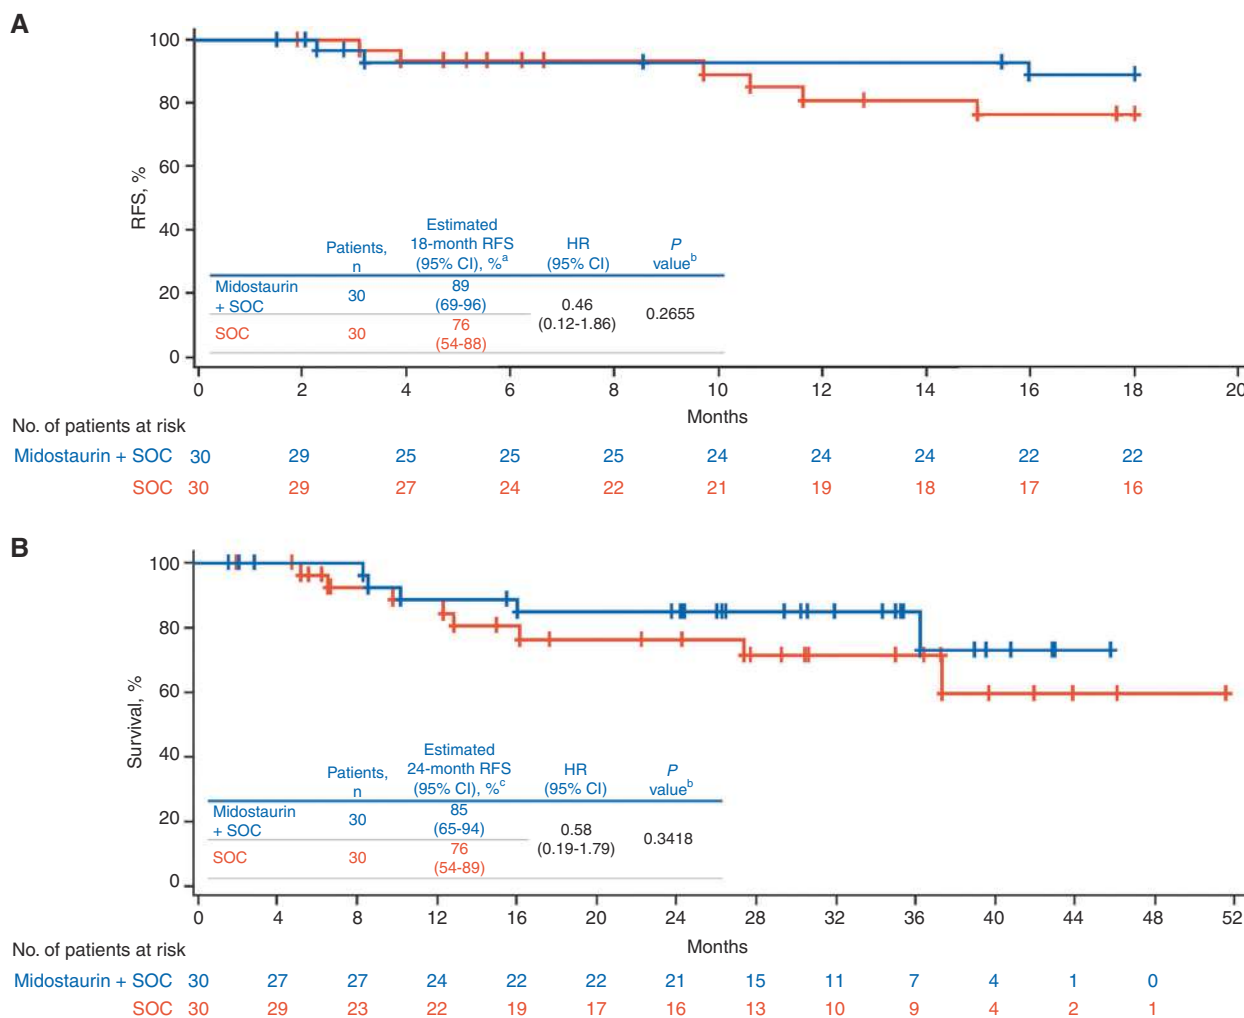 A
100
80
60
40
20
0
RFS, %
Estimated
Patients, 18-month RFS HR P
n (95% CI), %a (95% CI) valueb
Midostaurin + SOC 30 89 (69-96) 0.46 (0.12-1.86) 0.2655
SOC 30 76 (54-88)
0 2 4 6 8 10 12 14 16 18 20
Months
No. of patients at risk
Midostaurin + SOC 30 29 25 25 25 24 24 24 22 22
SOC 30 29 27 24 22 21 19 18 17 16
B
100
80
60
40
20
0
Survival, %
Estimated
Patients, 24-month RFS HR P
n (95% CI), %c (95% CI) valueb
Midostaurin + SOC 30 85 (65-94) 0.58 (0.19-1.79) 0.3418
SOC 30 76 (54-89)
0 4 8 12 16 20 24 28 32 36 40 44 48 52
Months
No. of patients at risk
Midostaurin + SOC 30 27 27 24 22 22 21 15 11 7 4 1 0
SOC 30 29 23 22 19 17 16 13 10 9 4 2 1